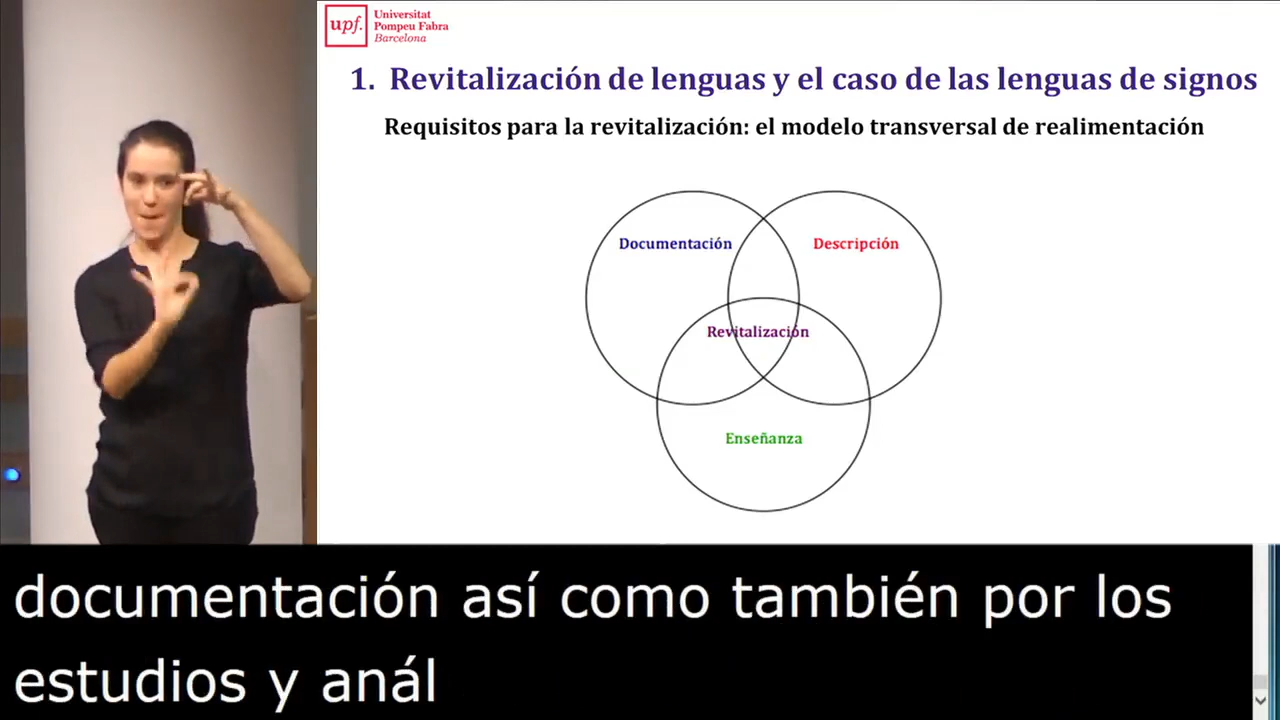 upf.
Universitat
Pompeu Fabra
Barcelona
1. Revitalización de lenguas y el caso de las lenguas de signos
Requisitos para la revitalización: el modelo transversal de realimentación
Documentación
Descripción
Revitalización
Enseñanza
documentación así como también por los
estudios y anál